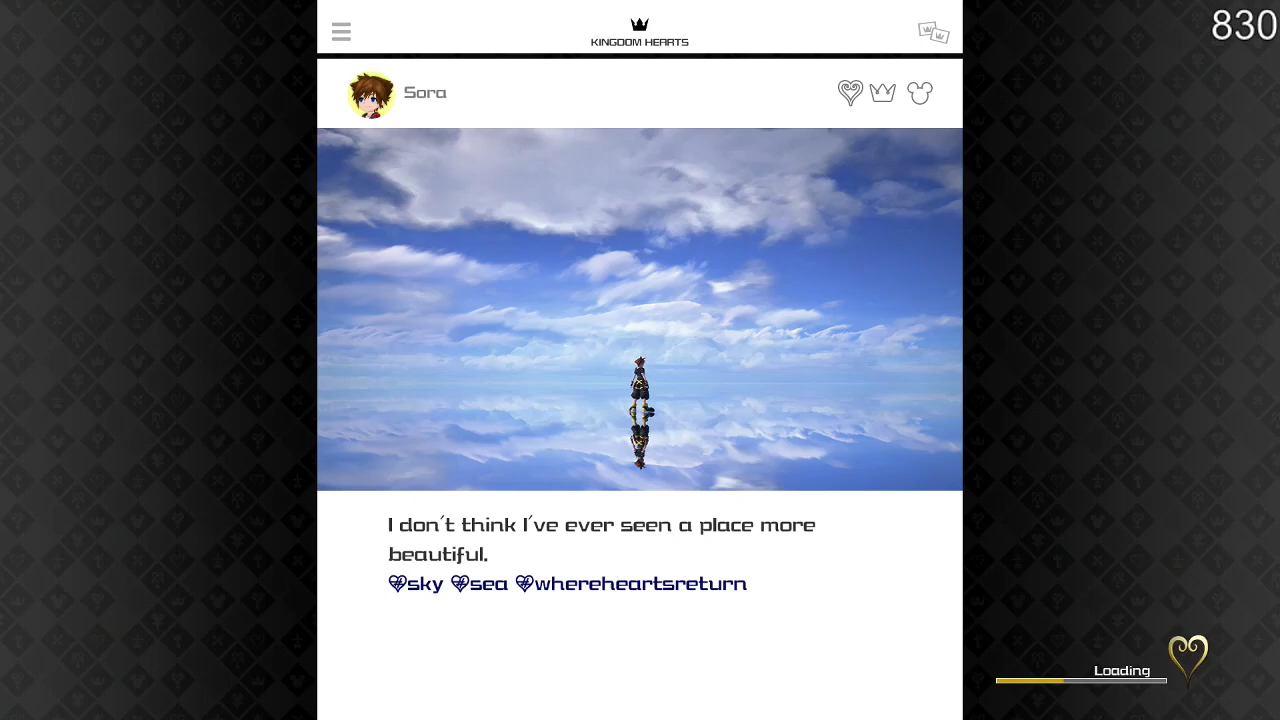 830
KINGDOM HEARTS
Sora
I don't think I've ever seen a place more
beautiful.
#sky #sea #whereheartsreturn
Loading